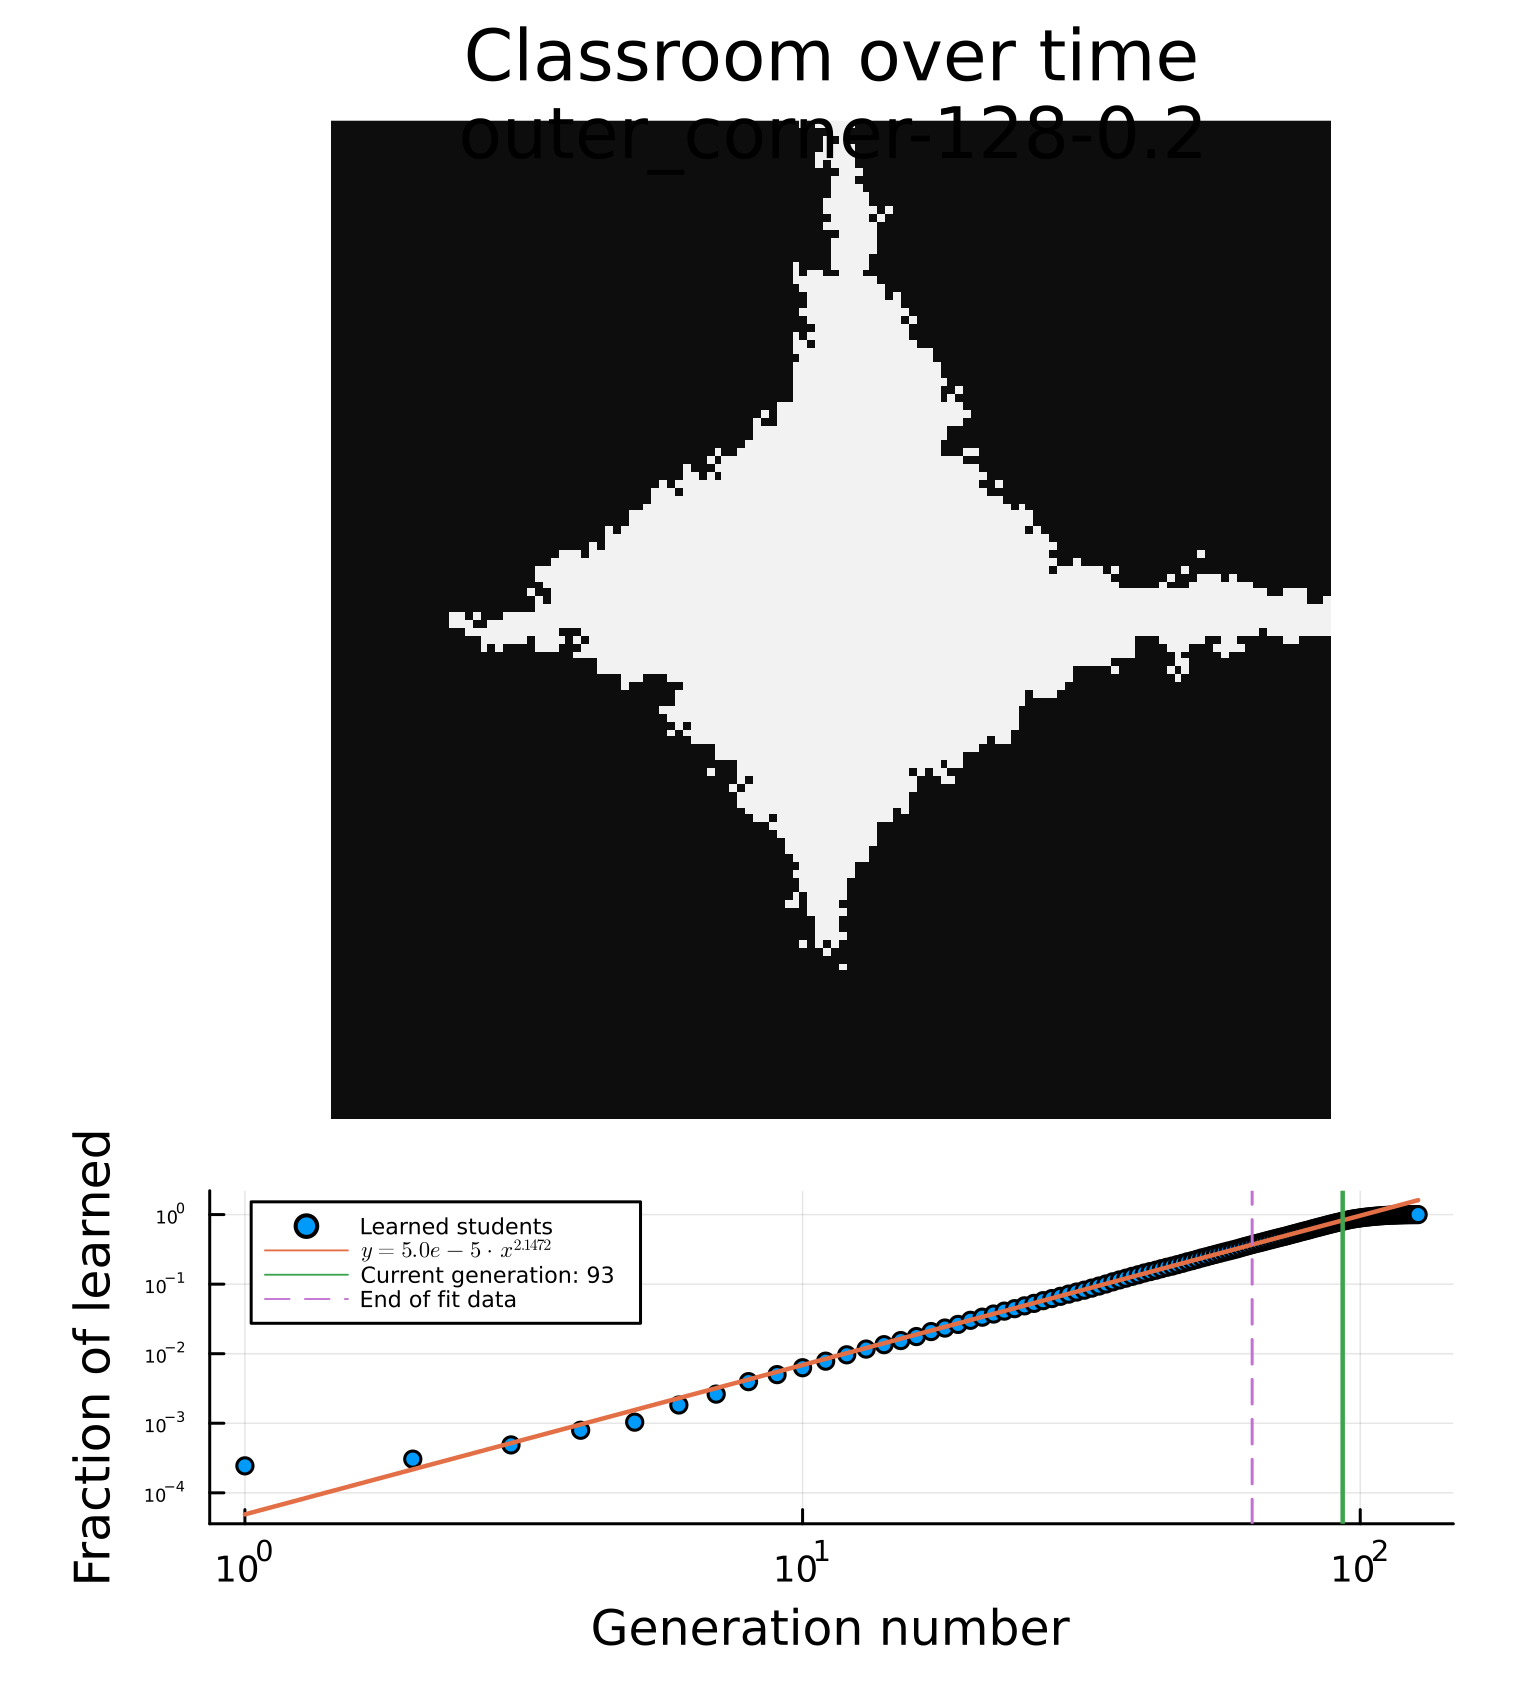 Classroom over time
outer_corner-128-0.2
Fraction of learned
10^0
10^-1
10^-2
10^-3
10^-4
Learned students
y = 5.0e − 5 · x^2.1472
Current generation: 93
End of fit data
10^0 10^1 10^2
Generation number